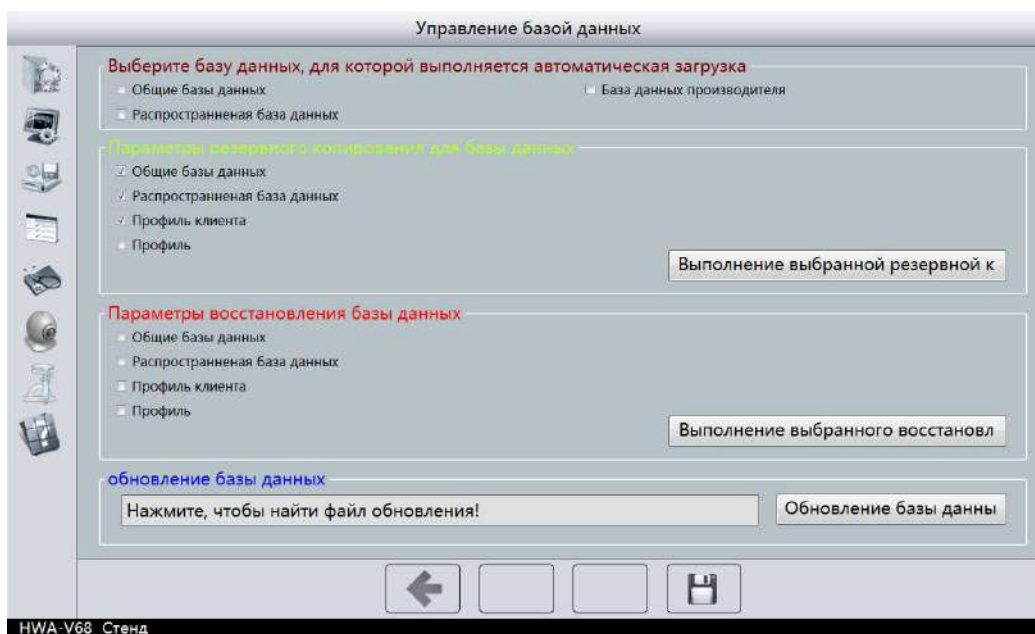 Управление базой данных
Выберите базу данных, для которой выполняется автоматическая загрузка
Общие базы данных
База данных производителя
Распространненая база данных
Параметры резервного копирования для базы данных
Общие базы данных
Распространненая база данных
Профиль клиента
Профиль
Выполнение выбранной резервной к
Параметры восстановления базы данных
Общие базы данных
Распространненая база данных
Профиль клиента
Профиль
Выполнение выбранного восстановл
обновление базы данных
Нажмите, чтобы найти файл обновления!
Обновление базы данны
HWA-V68 Стенд